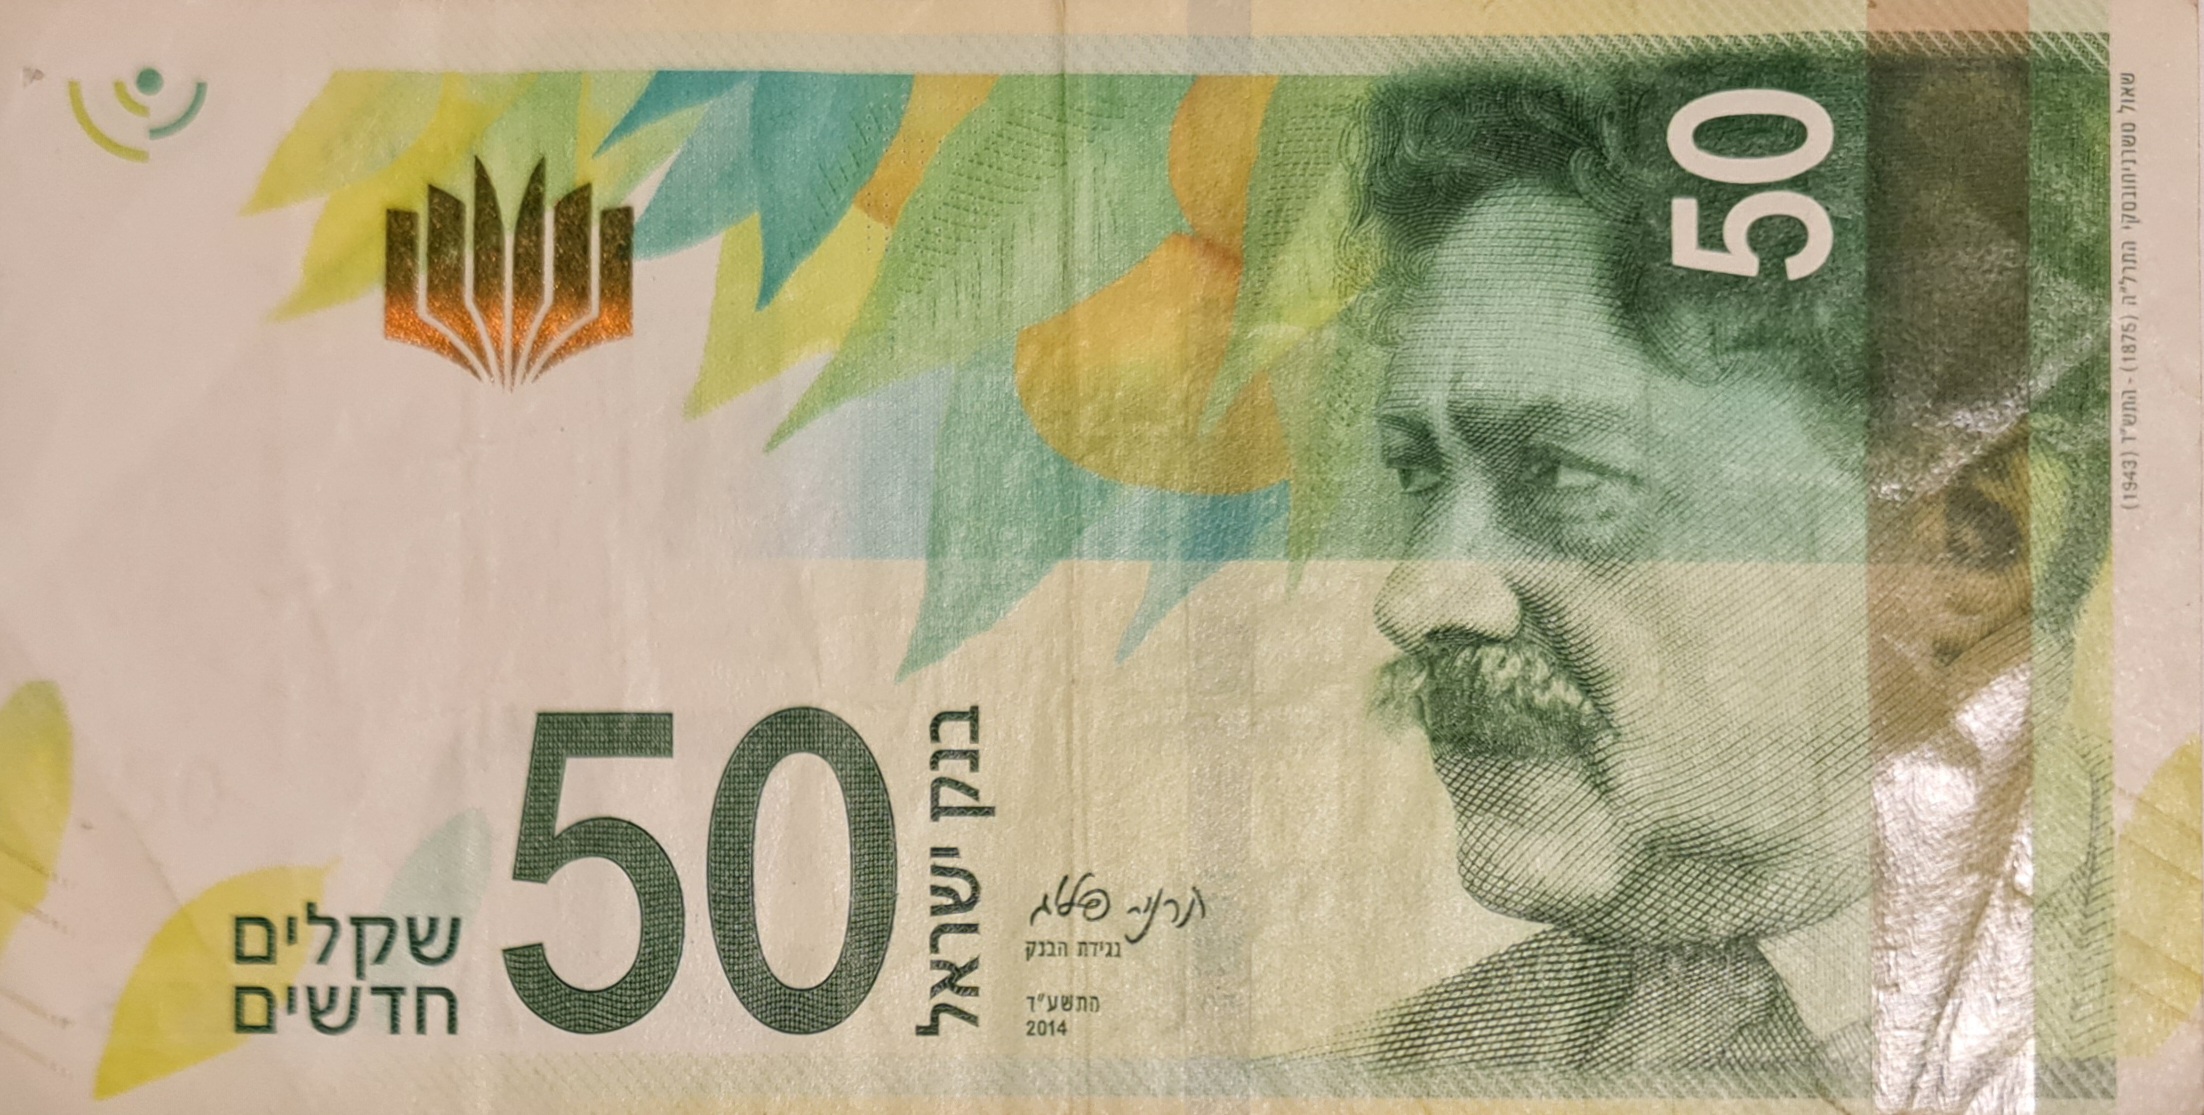 50
שאול טשרניחובסקי התרל"ה (1875) - התש"ד (1943)
50
בנק ישראל
שקלים
חדשים
קרנית פלוג
נגידת הבנק
התשע"ד
2014